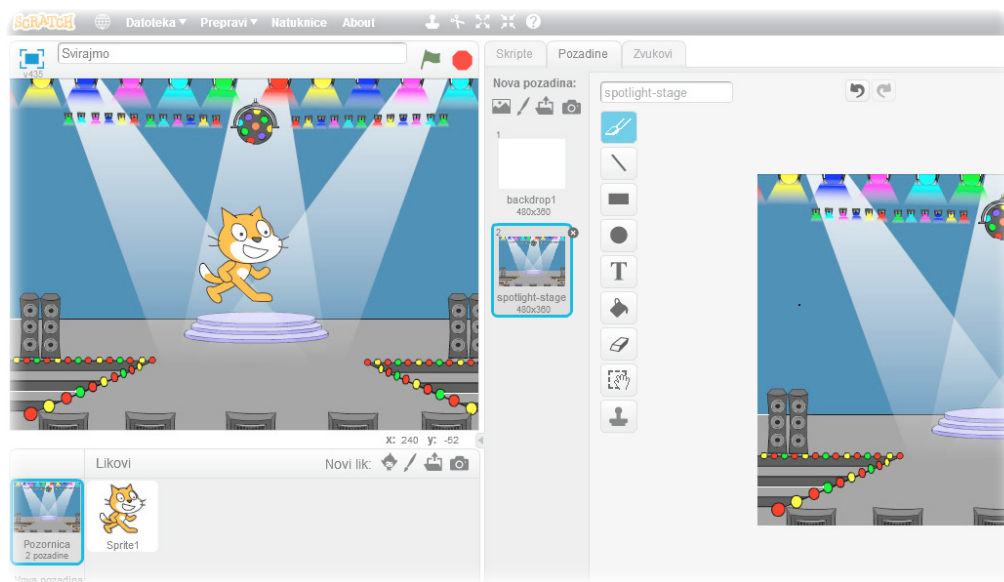 SCRATCH Datoteka Prepravi Natuknice About
v435
Svirajmo
Skripte Pozadine Zvukovi
Nova pozadina:
1
backdrop1
480x360
2
spotlight-stage
480x360
spotlight-stage
T
x: 240 y: -52
Likovi
Novi lik:
Pozornica
2 pozadine
Sprite1
Nova pozadina: